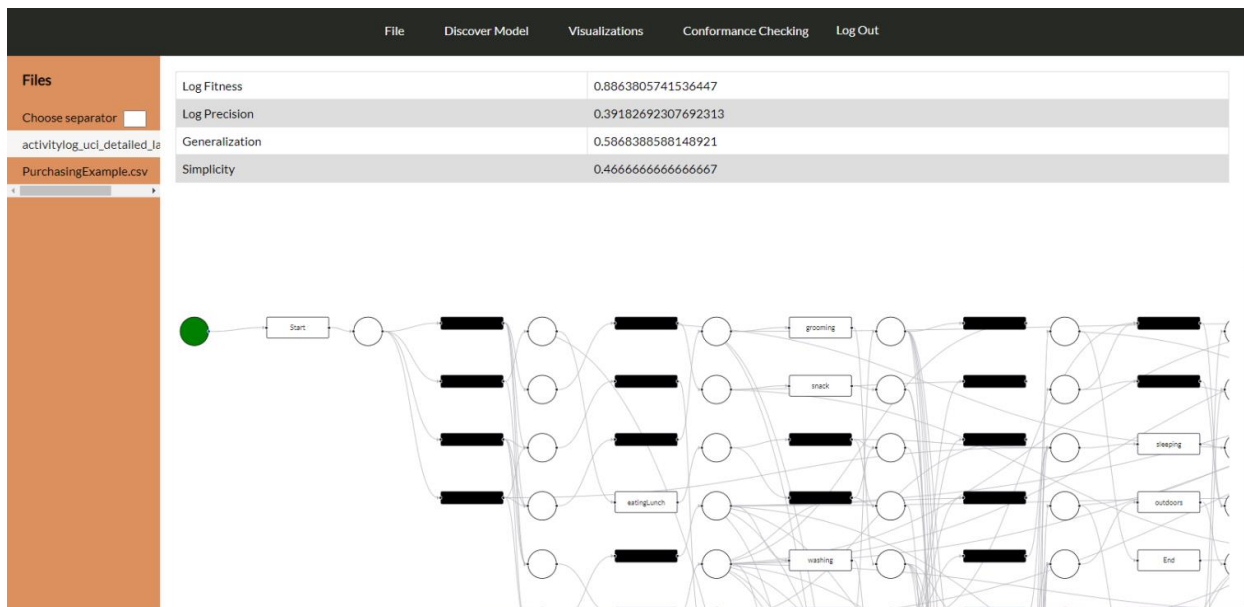 File Discover Model Visualizations Conformance Checking Log Out
Files
Choose separator
activitylog_uci_detailed_la
PurchasingExample.csv
Log Fitness 0.8863805741536447
Log Precision 0.39182692307692313
Generalization 0.5868388588148921
Simplicity 0.4666666666666667
Start grooming
snack
sleeping
eatingLunch outdoors
washing End